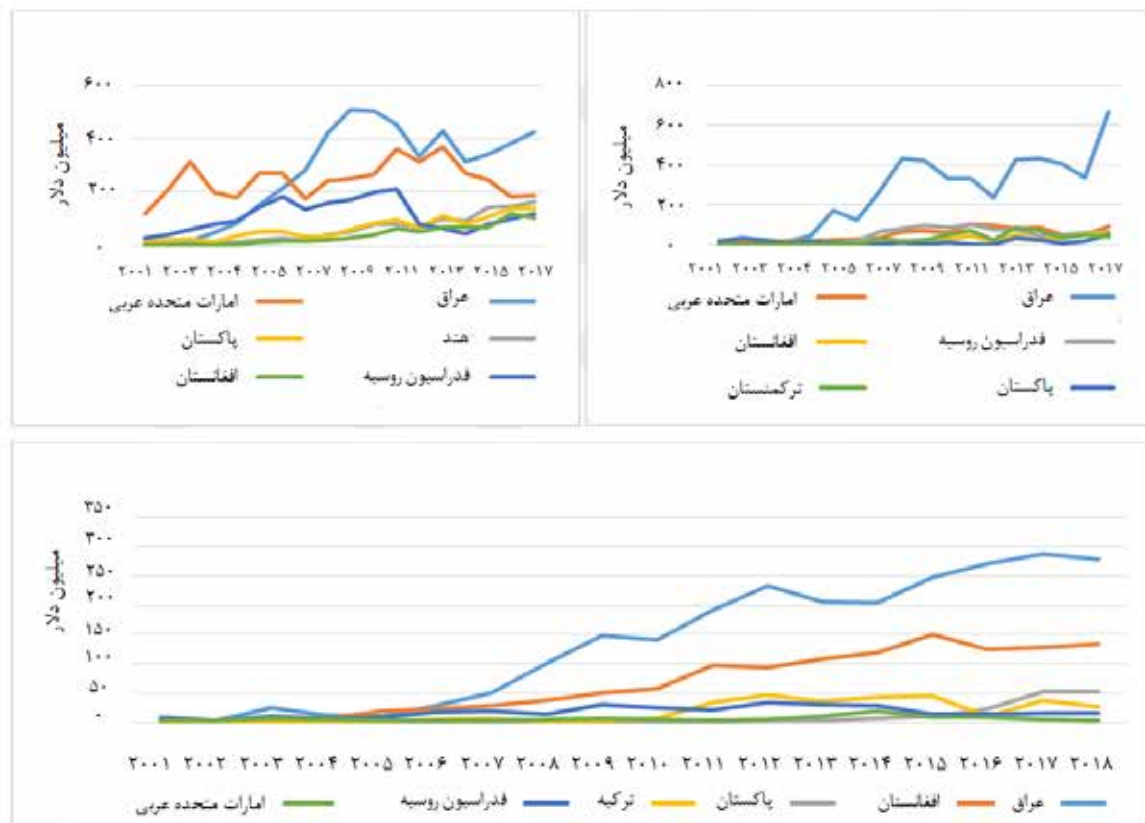 میلیون دلار
۶۰۰
۴۰۰
۲۰۰
۰
۲۰۰۱ ۲۰۰۳ ۲۰۰۴ ۲۰۰۵ ۲۰۰۷ ۲۰۰۹ ۲۰۱۱ ۲۰۱۳ ۲۰۱۵ ۲۰۱۷
عراق امارات متحده عربی
هند پاکستان
فدراسیون روسیه افغانستان
میلیون دلار
۸۰۰
۶۰۰
۴۰۰
۲۰۰
۰
۲۰۰۱ ۲۰۰۲ ۲۰۰۴ ۲۰۰۵ ۲۰۰۷ ۲۰۰۹ ۲۰۱۱ ۲۰۱۳ ۲۰۱۵ ۲۰۱۷
عراق امارات متحده عربی
فدراسیون روسیه افغانستان
پاکستان ترکمنستان
میلیون دلار
۳۵۰
۳۰۰
۲۵۰
۲۰۰
۱۵۰
۱۰۰
۵۰
۰
۲۰۰۱ ۲۰۰۲ ۲۰۰۳ ۲۰۰۴ ۲۰۰۵ ۲۰۰۶ ۲۰۰۷ ۲۰۰۸ ۲۰۰۹ ۲۰۱۰ ۲۰۱۱ ۲۰۱۲ ۲۰۱۳ ۲۰۱۴ ۲۰۱۵ ۲۰۱۶ ۲۰۱۷ ۲۰۱۸
عراق افغانستان پاکستان ترکیه فدراسیون روسیه امارات متحده عربی